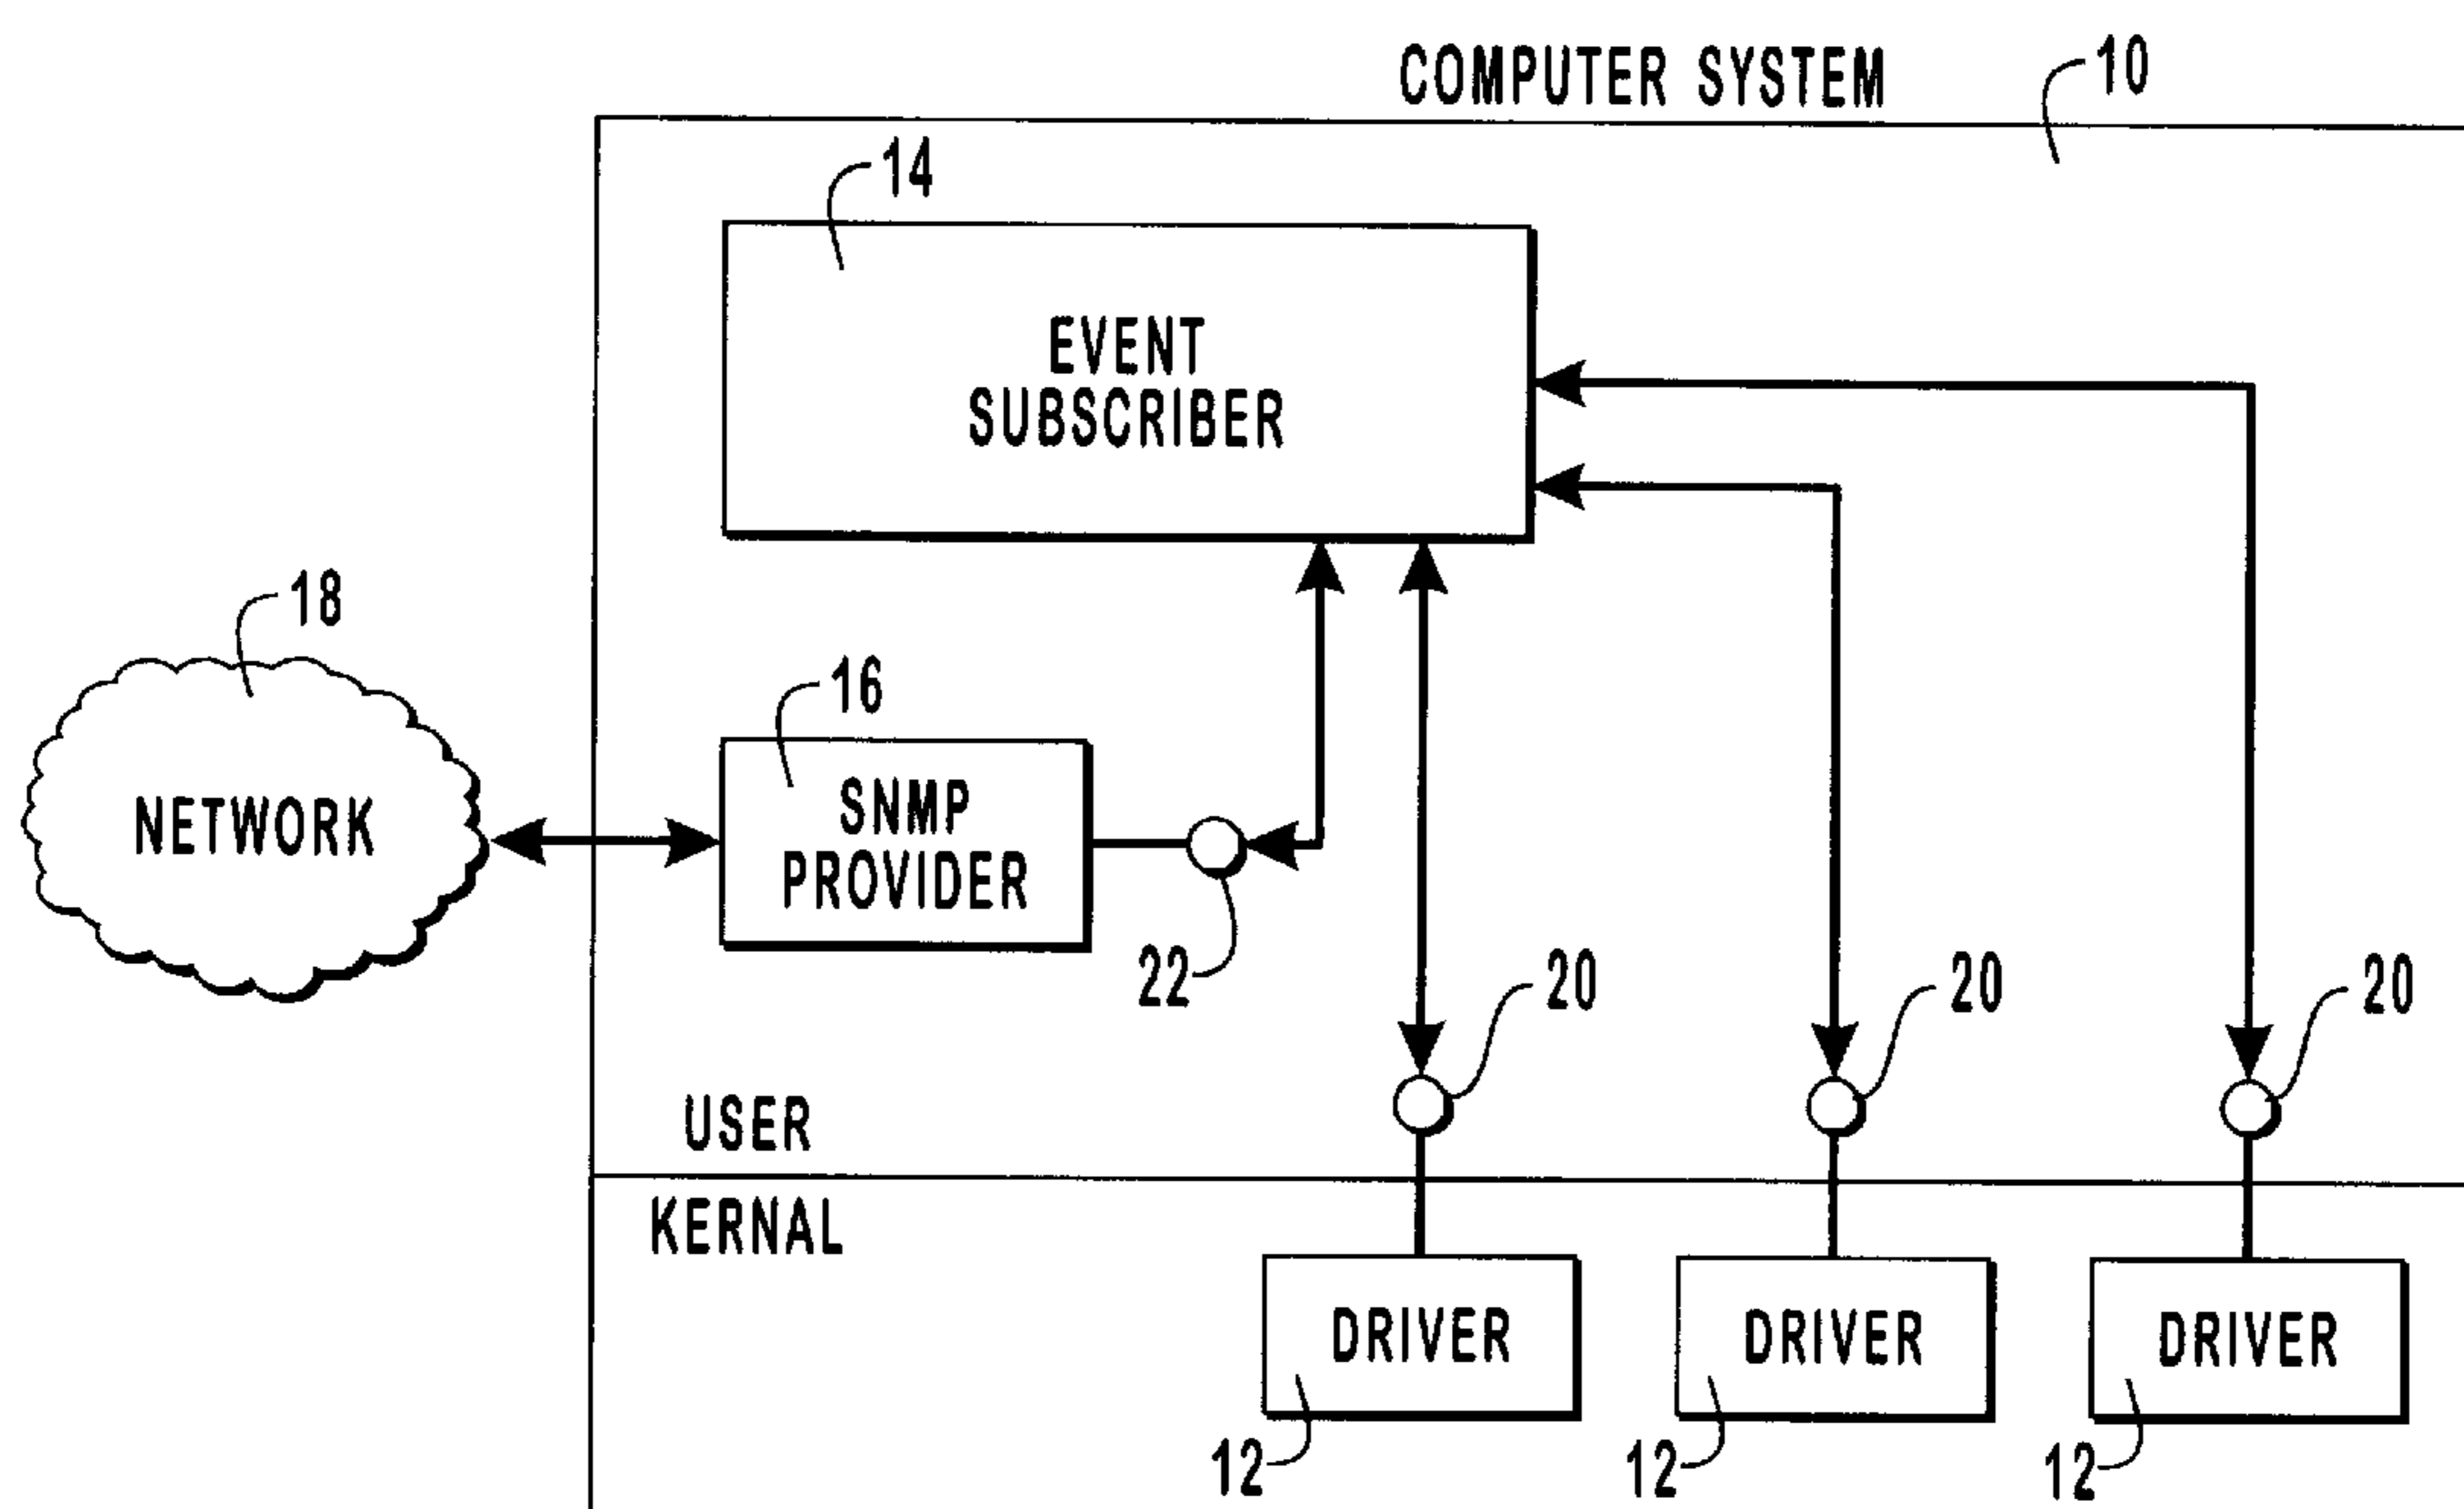 COMPUTER SYSTEM
10
14
EVENT
SUBSCRIBER
18
16
NETWORK
SNMP
PROVIDER
22
20
20
20
USER
KERNAL
DRIVER
DRIVER
DRIVER
12
12
12